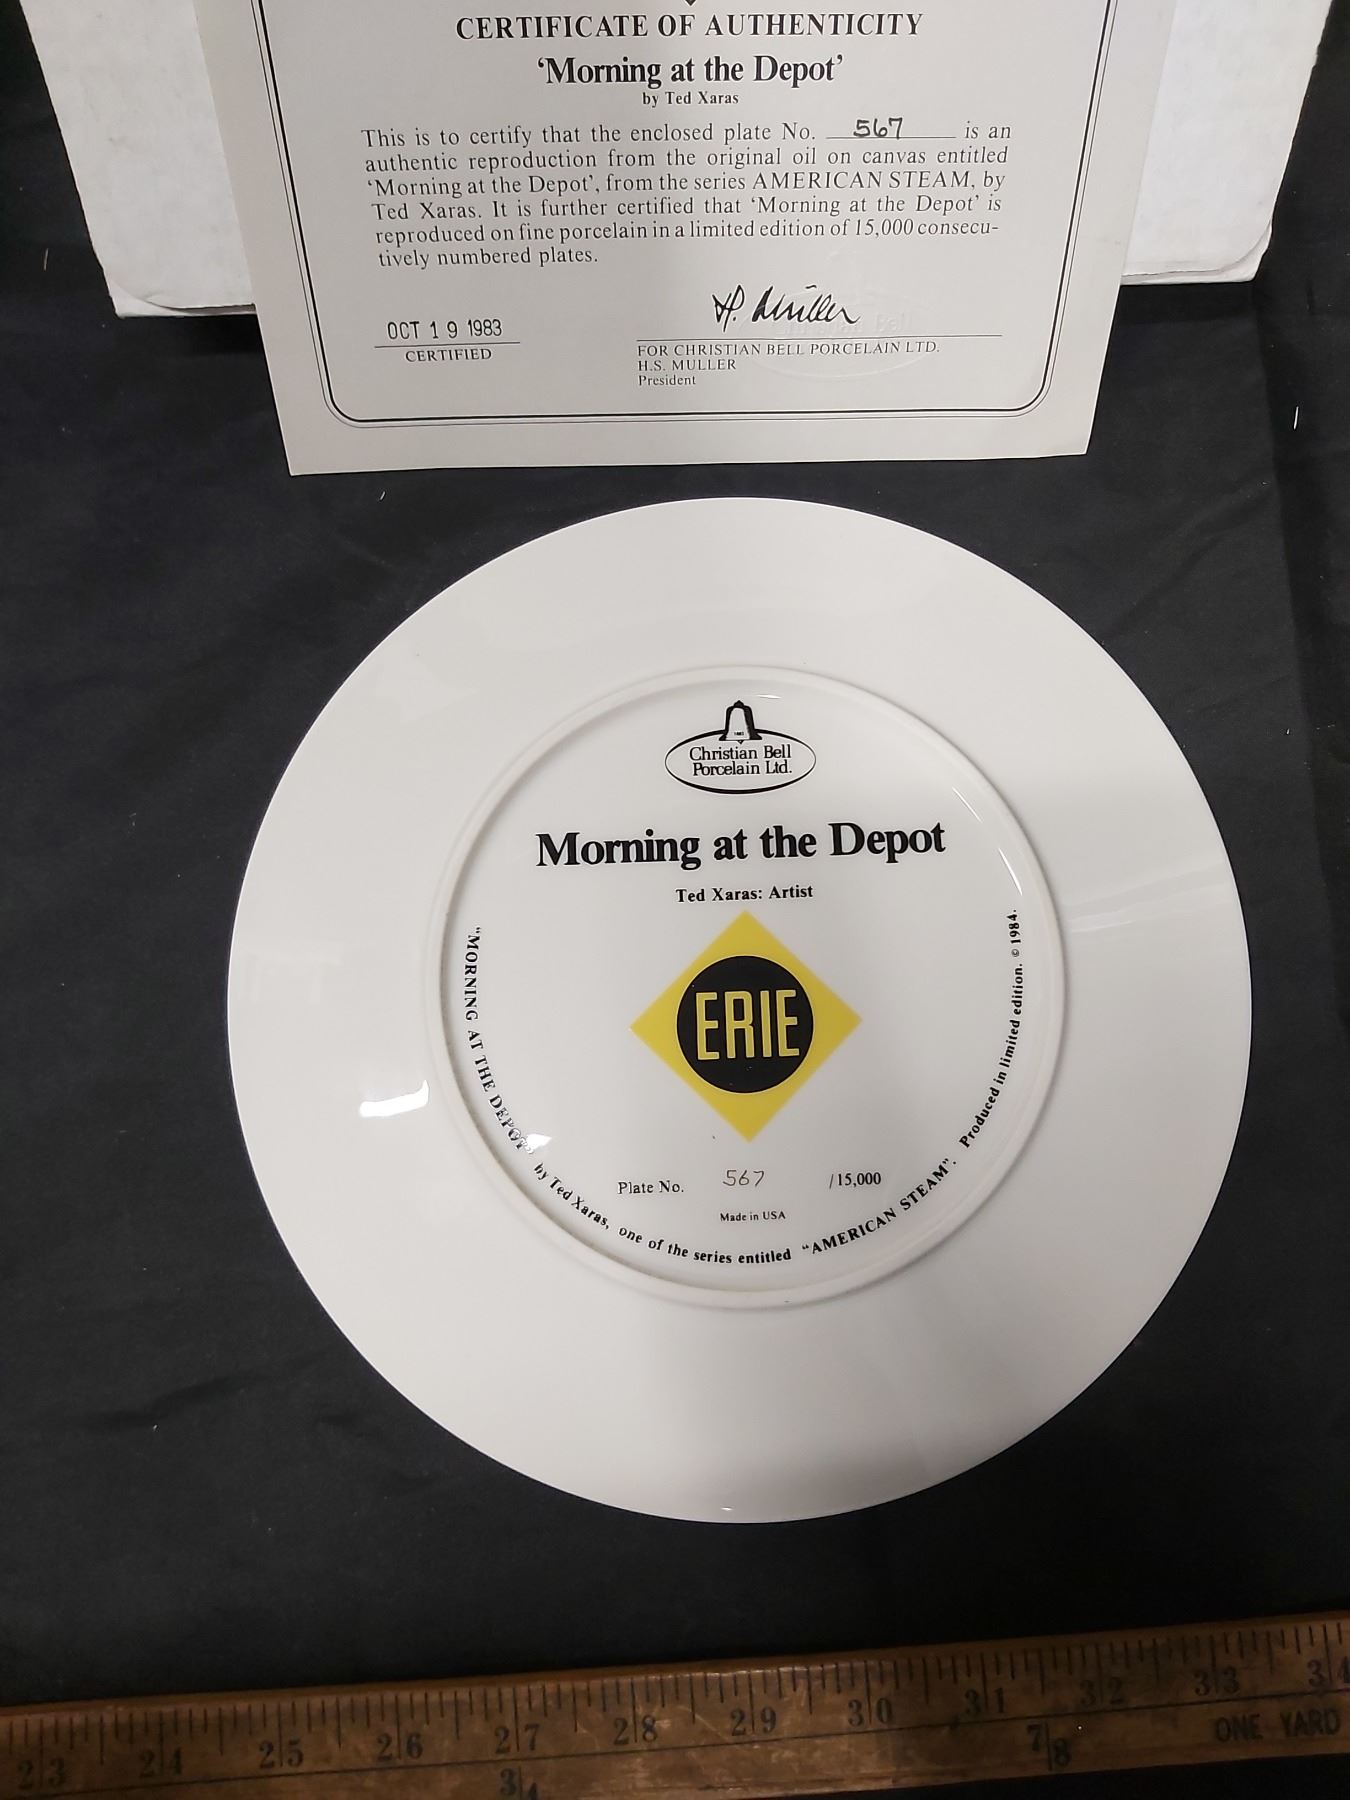 CERTIFICATE OF AUTHENTICITY
‘Morning at the Depot’
by Ted Xaras
This is to certify that the enclosed plate No. 567 is an
authentic reproduction from the original oil on canvas entitled
‘Morning at the Depot’, from the series AMERICAN STEAM, by
Ted Xaras. It is further certified that ‘Morning at the Depot’ is
reproduced on fine porcelain in a limited edition of 15,000 consecu-
tively numbered plates.
OCT 19 1983
CERTIFIED
H. Muller
FOR CHRISTIAN BELL PORCELAIN LTD.
H.S. MULLER
President
Christian Bell
Porcelain Ltd.
Morning at the Depot
Ted Xaras: Artist
ERIE
Plate No. 567 /15,000
Made in USA
"MORNING AT THE DEPOT" by Ted Xaras, one of the series entitled "AMERICAN STEAM". Produced in limited edition. © 1984.
23 24 25 26 27 28 29 30 31 32 33 34
3/4 7/8 ONE YARD